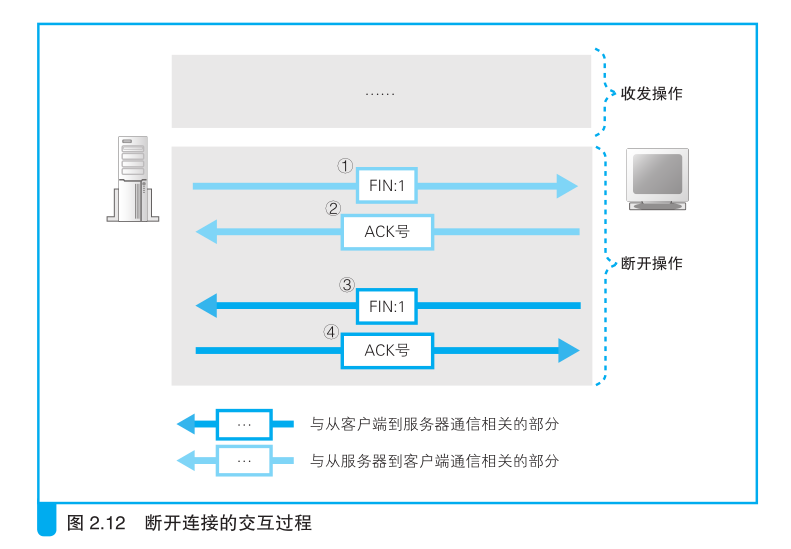 ……
收发操作
①
FIN:1
②
ACK号
断开操作
③
FIN:1
④
ACK号
… 与从客户端到服务器通信相关的部分
… 与从服务器到客户端通信相关的部分
图 2.12 断开连接的交互过程